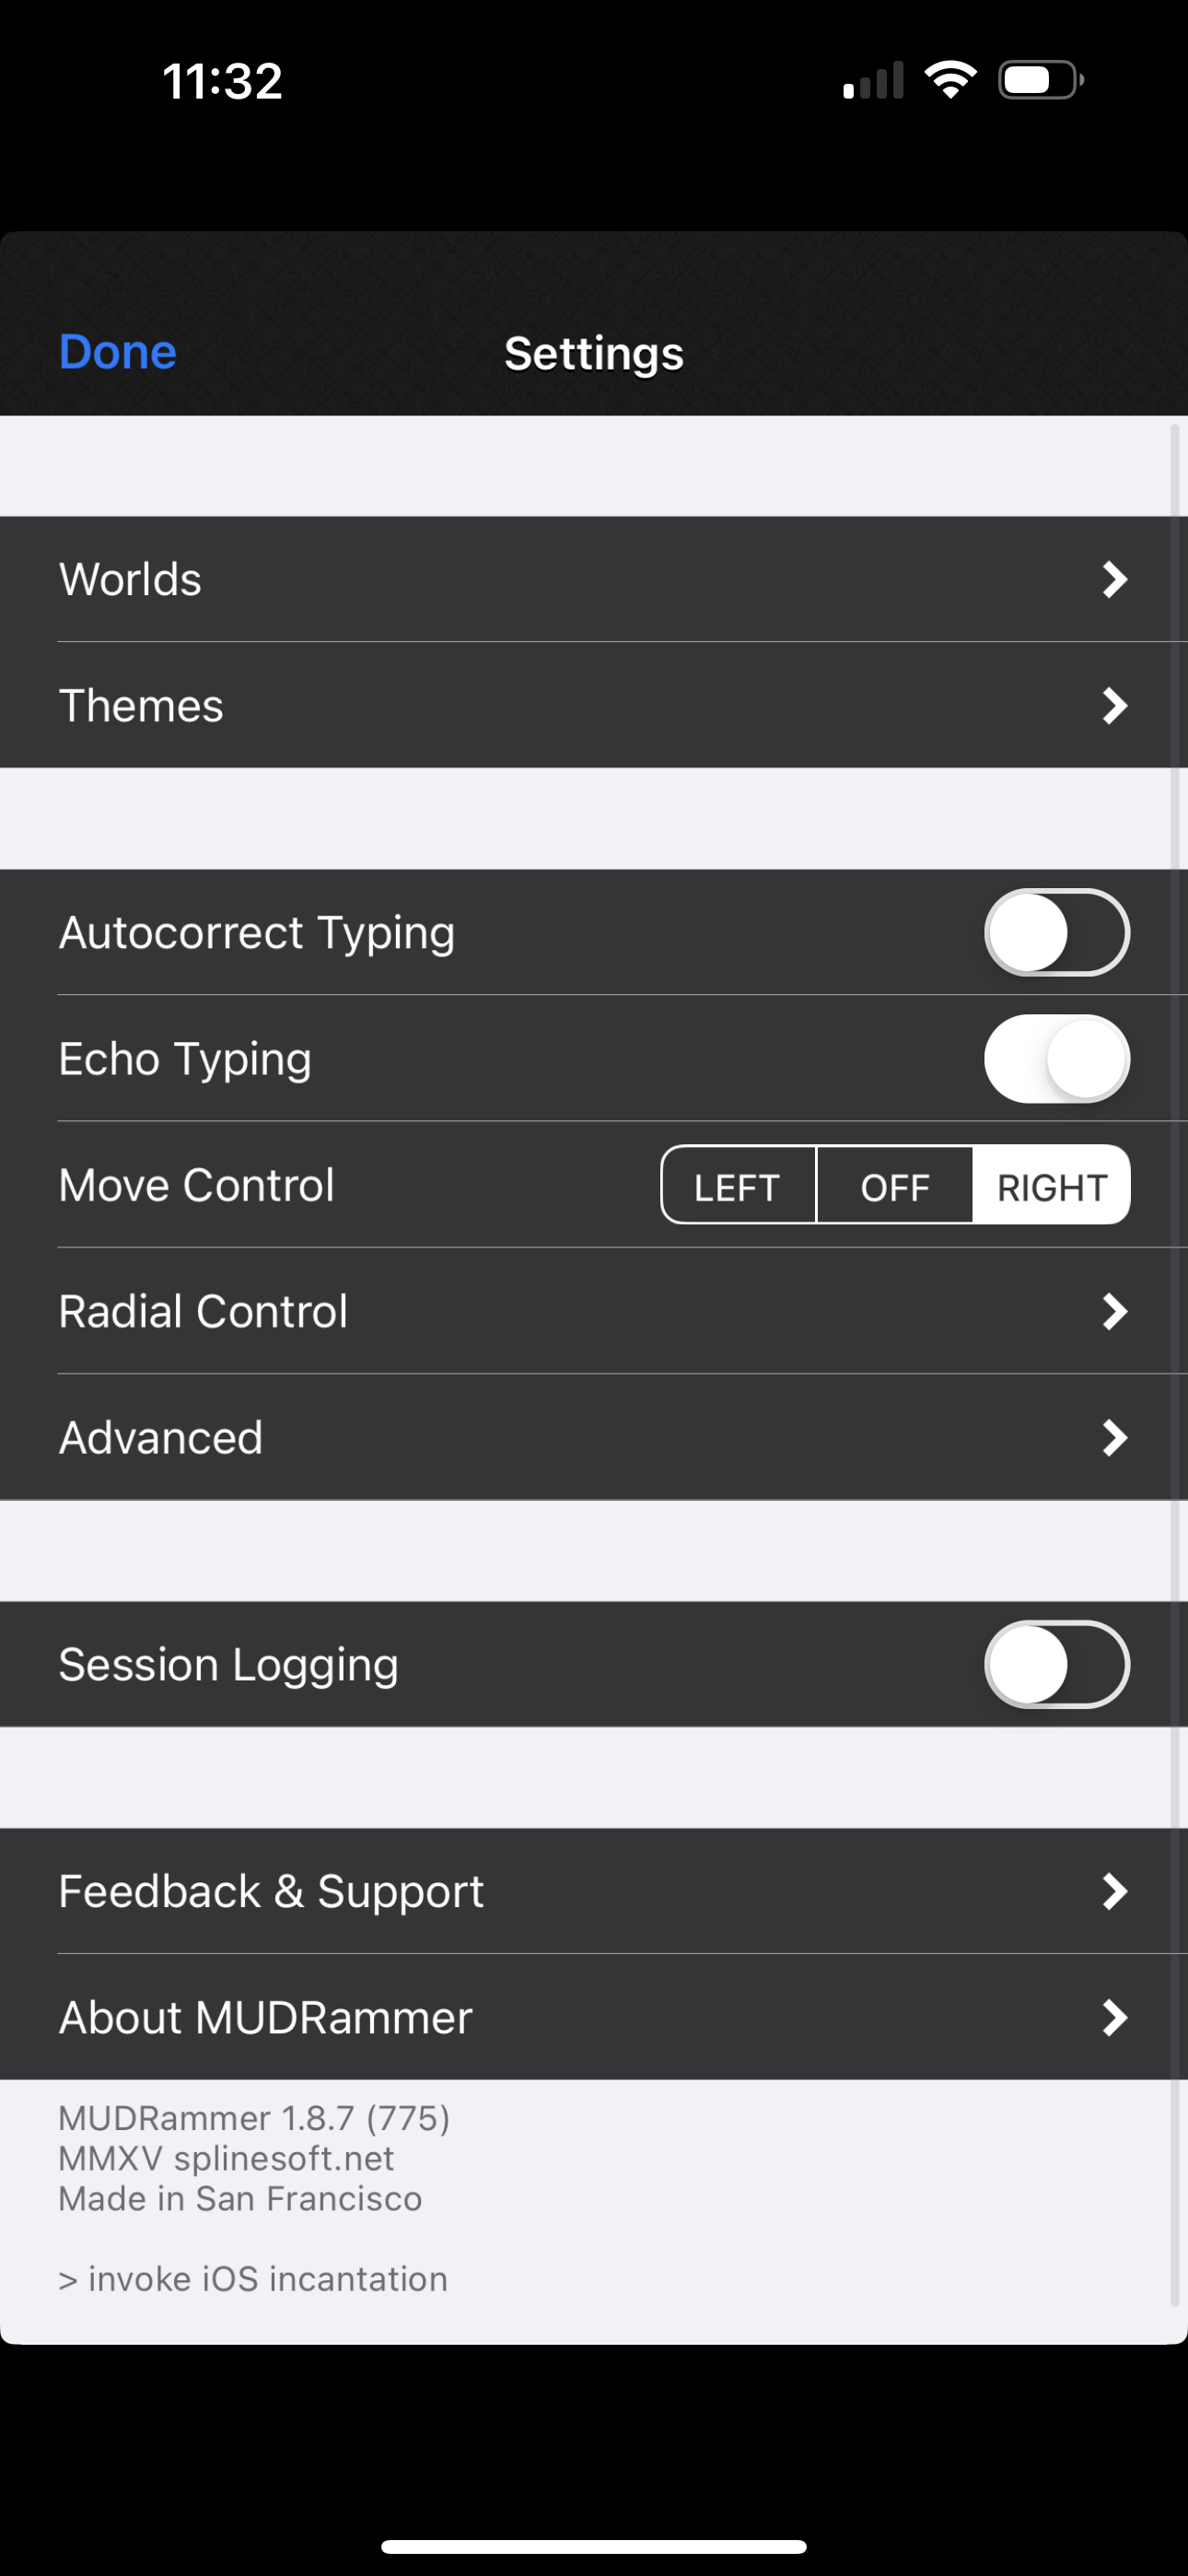 11:32
Done
Settings
Worlds
Themes
Autocorrect Typing
Echo Typing
Move Control
LEFT OFF RIGHT
Radial Control
Advanced
Session Logging
Feedback & Support
About MUDRammer
MUDRammer 1.8.7 (775)
MMXV splinesoft.net
Made in San Francisco
> invoke iOS incantation